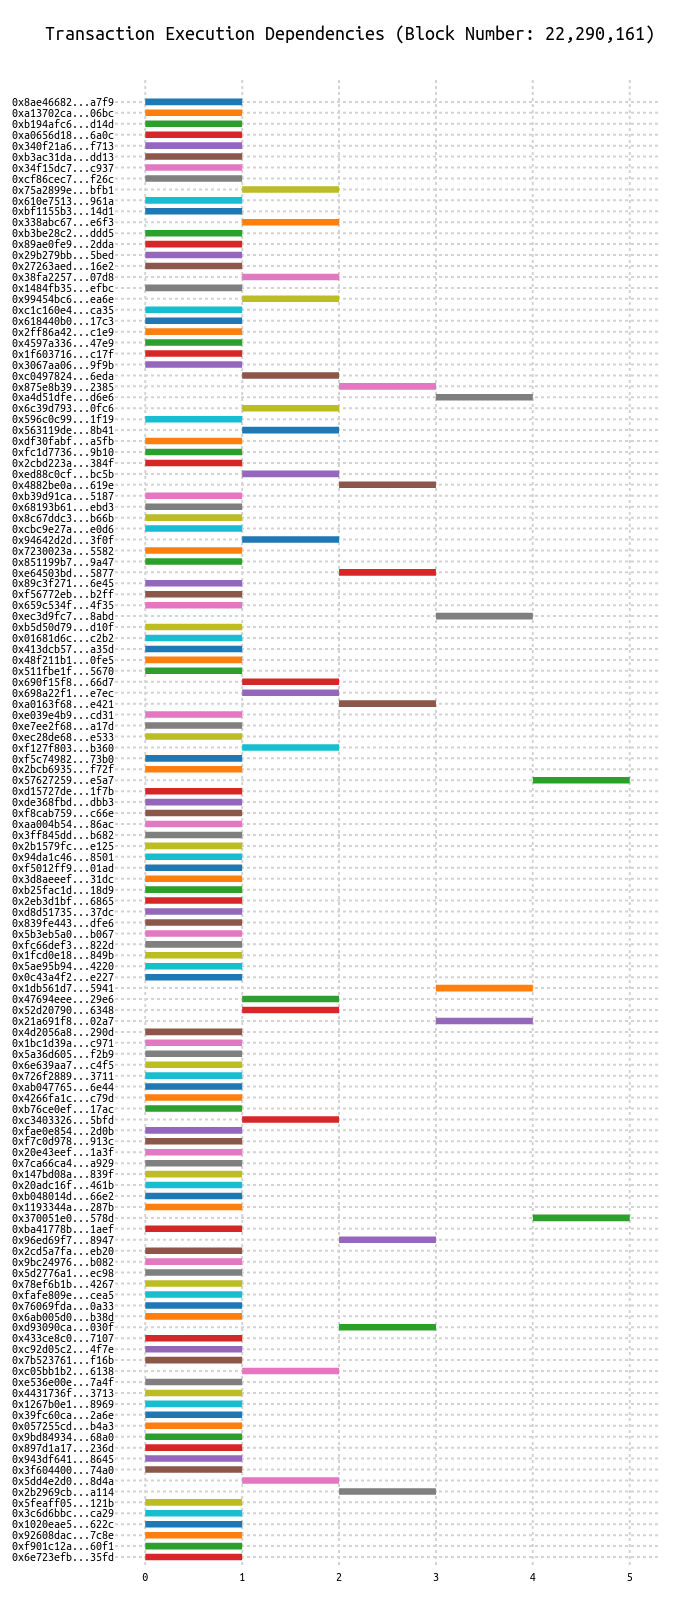 Transaction Execution Dependencies (Block Number: 22,290,161)
0x8ae46682...a7f9
0xa13702ca...06bc
0xb194afc6...d14d
0xa0656d18...6a0c
0x340f21a6...f713
0xb3ac31da...dd13
0x34f15dc7...c937
0xcf86cec7...f26c
0x75a2899e...bfb1
0x610e7513...961a
0xbf1155b3...14d1
0x338abc67...e6f3
0xb3be28c2...ddd5
0x89ae0fe9...2dda
0x29b279bb...5bed
0x27263aed...16e2
0x38fa2257...07d8
0x1484fb35...efbc
0x99454bc6...ea6e
0xc1c160e4...ca35
0x618440b0...17c3
0x2ff86a42...c1e9
0x4597a336...47e9
0x1f603716...c17f
0x3067aa06...9f9b
0xc0497824...6eda
0x875e8b39...2385
0xa4d51dfe...d6e6
0x6c39d793...0fc6
0x596c0c99...1f19
0x563119de...8b41
0xdf30fabf...a5fb
0xfc1d7736...9b10
0x2cbd223a...384f
0xed88c0cf...bc5b
0x4882be0a...619e
0xb39d91ca...5187
0x68193b61...ebd3
0x8c67ddc3...b66b
0xcbc9e27a...e0d6
0x94642d2d...3f0f
0x7230023a...5582
0x851199b7...9a47
0xe64503bd...5877
0x89c3f271...6e45
0xf56772eb...b2ff
0x659c534f...4f35
0xec3d9fc7...8abd
0xb5d50d79...d10f
0x01681d6c...c2b2
0x413dcb57...a35d
0x48f211b1...0fe5
0x511fbe1f...5670
0x690f15f8...66d7
0x698a22f1...e7ec
0xa0163f68...e421
0xe039e4b9...cd31
0xe7ee2f68...a17d
0xec28de68...e533
0xf127f803...b360
0xf5c74982...73b0
0x2bcb6935...f72f
0x57627259...e5a7
0xd15727de...1f7b
0xde368fbd...dbb3
0xf8cab759...c66e
0xaa004b54...86ac
0x3ff845dd...b682
0x2b1579fc...e125
0x94da1c46...8501
0xf5012ff9...01ad
0x3d8aeeef...31dc
0xb25fac1d...18d9
0x2eb3d1bf...6865
0xd8d51735...37dc
0x839fe443...dfe6
0x5b3eb5a0...b067
0xfc66def3...822d
0x1fcd0e18...849b
0x5ae95b94...4220
0x0c43a4f2...e227
0x1db561d7...5941
0x47694eee...29e6
0x52d20790...6348
0x21a691f8...02a7
0x4d2056a8...290d
0x1bc1d39a...c971
0x5a36d605...f2b9
0x6e639aa7...c4f5
0x726f2889...3711
0xab047765...6e44
0x4266fa1c...c79d
0xb76ce0ef...17ac
0xc3403326...5bfd
0xfae0e854...2d0b
0xf7c0d978...913c
0x20e43eef...1a3f
0x7ca66ca4...a929
0x147bd08a...839f
0x20adc16f...461b
0xb048014d...66e2
0x1193344a...287b
0x370051e0...578d
0xba41778b...1aef
0x96ed69f7...8947
0x2cd5a7fa...eb20
0x9bc24976...b082
0x5d2776a1...ec98
0x78ef6b1b...4267
0xfafe809e...cea5
0x76069fda...0a33
0x6ab005d0...b38d
0xd93090ca...030f
0x433ce8c0...7107
0xc92d05c2...4f7e
0x7b523761...f16b
0xc05bb1b2...6138
0xe536e00e...7a4f
0x4431736f...3713
0x1267b0e1...8969
0x39fc60ca...2a6e
0x057255cd...b4a3
0x9bd84934...68a0
0x897d1a17...236d
0x943df641...8645
0x3f604400...74a0
0x5dd4e2d0...8d4a
0x2b2969cb...a114
0x5feaff05...121b
0x3c6d6bbc...ca29
0x1020eae5...622c
0x92608dac...7c8e
0xf901c12a...60f1
0x6e723efb...35fd
0 1 2 3 4 5